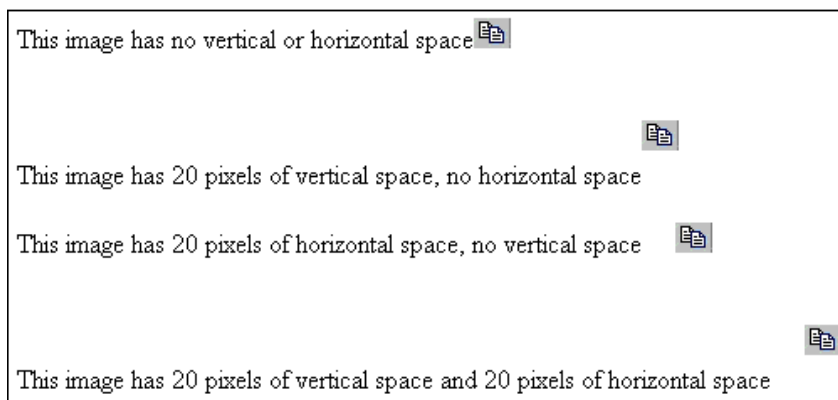 This image has no vertical or horizontal space
This image has 20 pixels of vertical space, no horizontal space
This image has 20 pixels of horizontal space, no vertical space
This image has 20 pixels of vertical space and 20 pixels of horizontal space